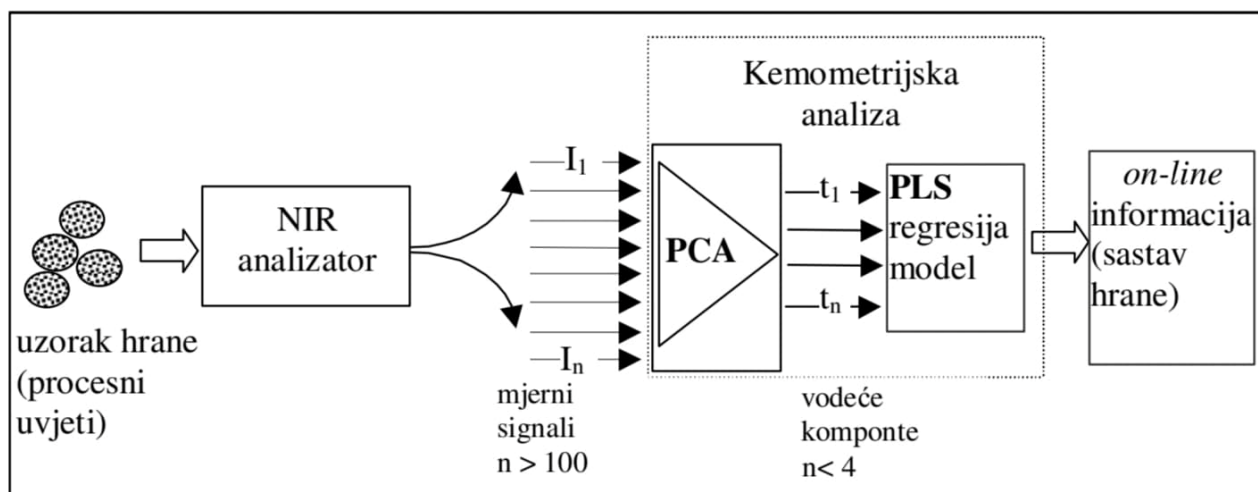 uzorak hrane
(procesni
uvjeti)
NIR
analizator
I1
In
mjerni
signali
n > 100
Kemometrijska
analiza
PCA
t1
tn
vodeće
komponte
n< 4
PLS
regresija
model
on-line
informacija
(sastav
hrane)